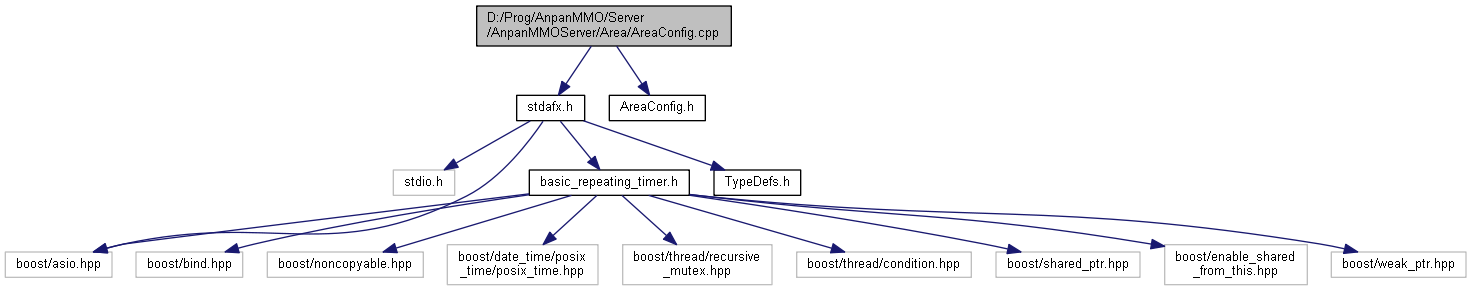 D:/Prog/AnpanMMO/Server
/AnpanMMOServer/Area/AreaConfig.cpp
stdafx.h
AreaConfig.h
stdio.h
basic_repeating_timer.h
TypeDefs.h
boost/asio.hpp
boost/bind.hpp
boost/noncopyable.hpp
boost/date_time/posix
_time/posix_time.hpp
boost/thread/recursive
_mutex.hpp
boost/thread/condition.hpp
boost/shared_ptr.hpp
boost/enable_shared
_from_this.hpp
boost/weak_ptr.hpp